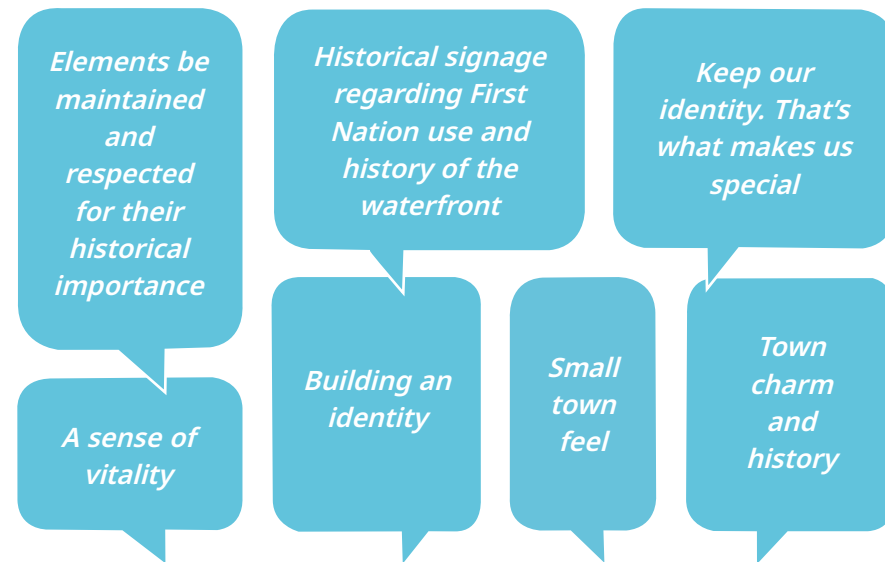 Elements be
maintained
and
respected
for their
historical
importance
Historical signage
regarding First
Nation use and
history of the
waterfront
Keep our
identity. That's
what makes us
special
A sense of
vitality
Building an
identity
Small
town
feel
Town
charm
and
history